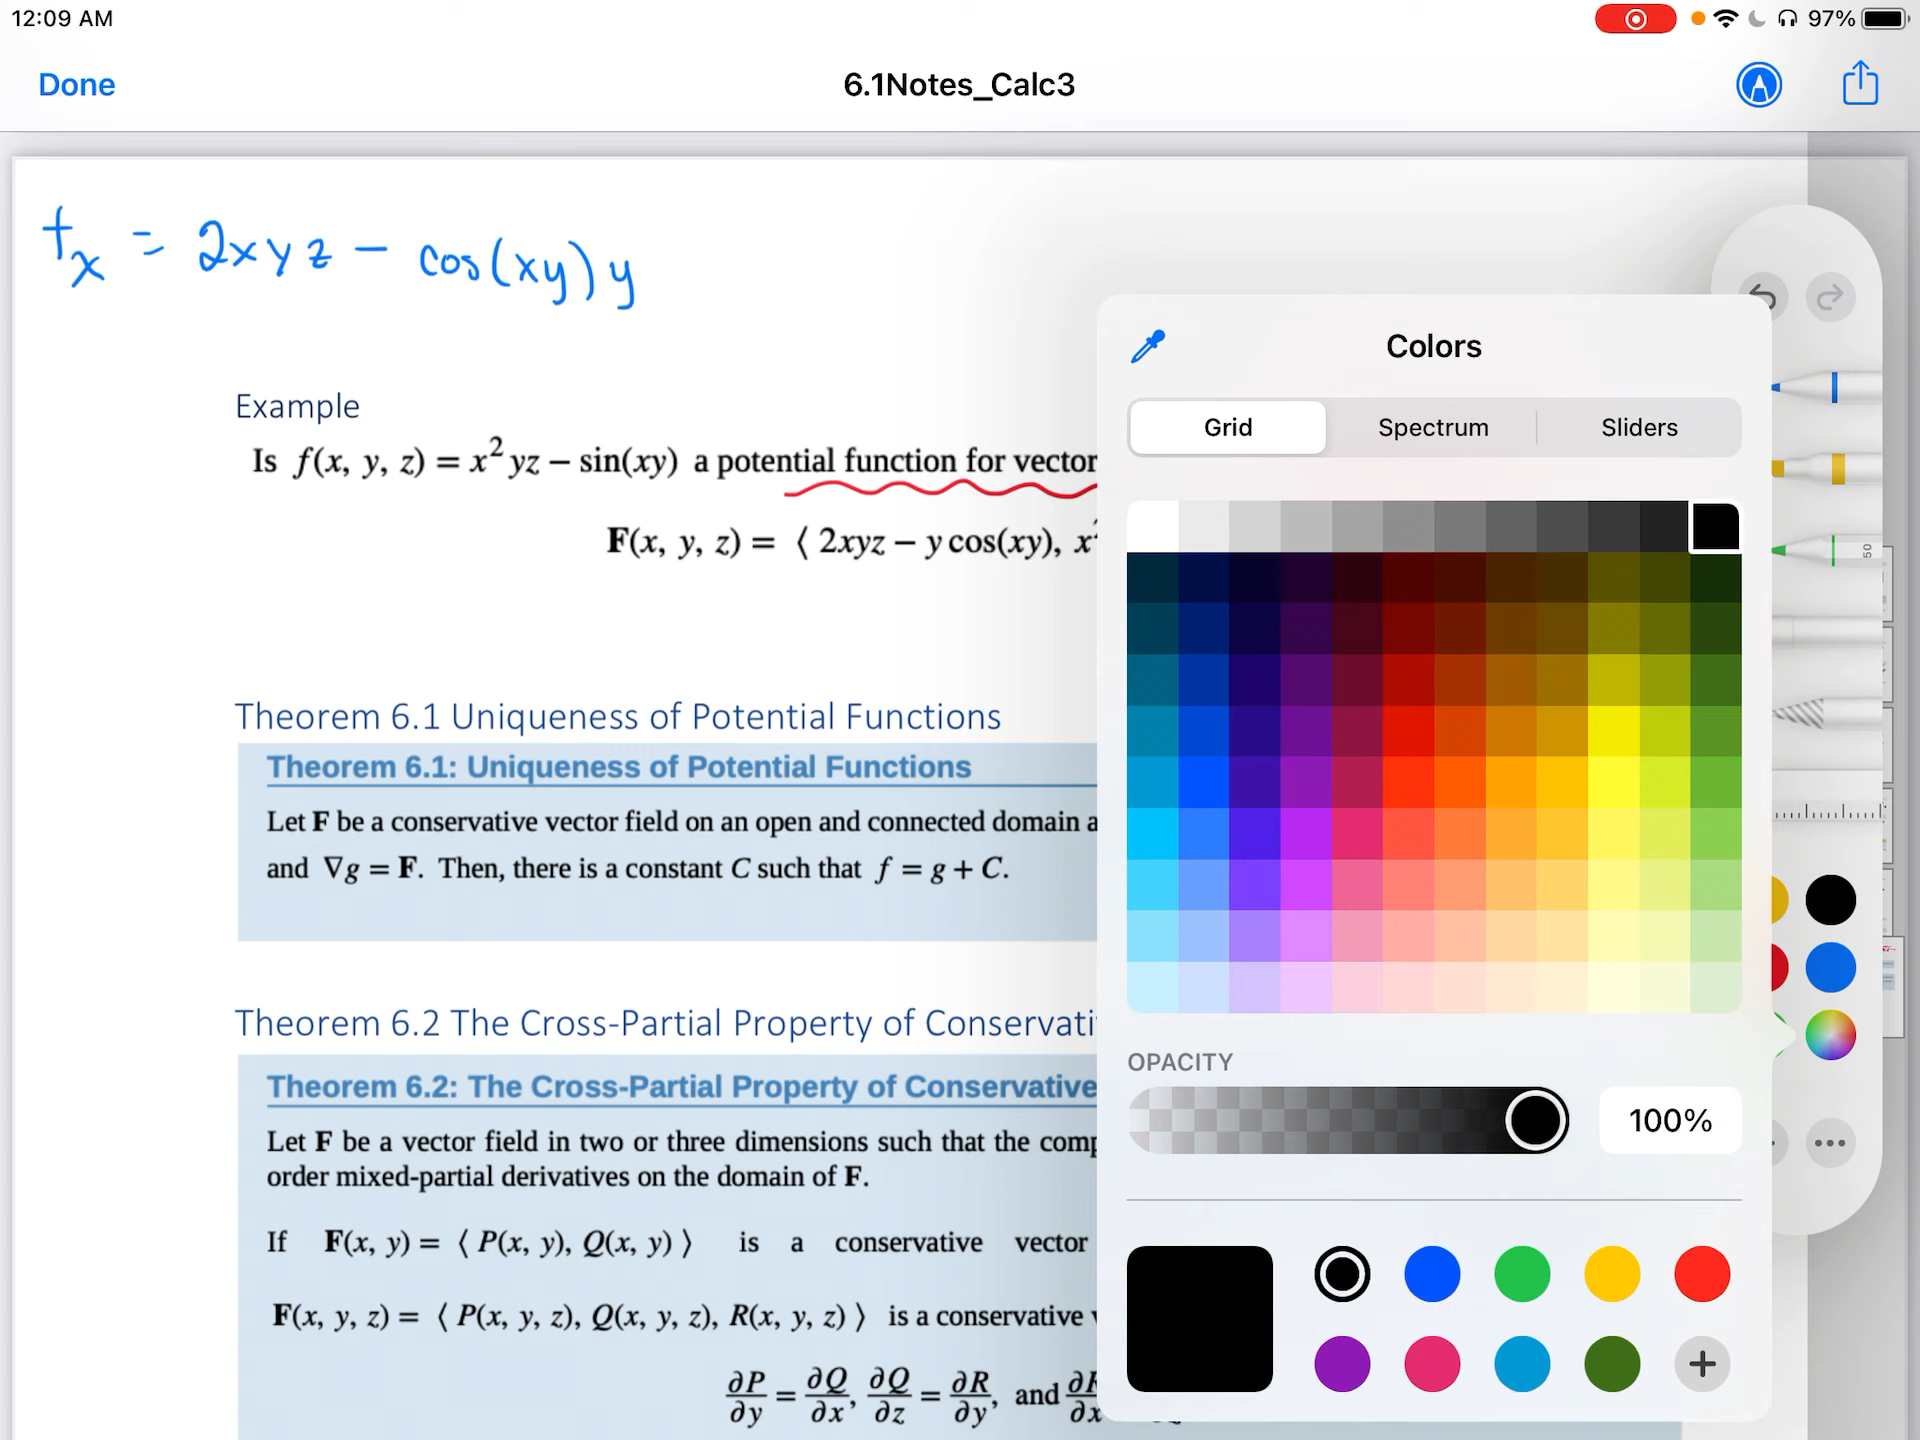 12:09 AM
97%
Done
6.1Notes_Calc3
fx = 2xyz − cos(xy)y
Example
Is f(x, y, z) = x² yz − sin(xy) a potential function for vector
F(x, y, z) = ⟨ 2xyz − y cos(xy), x²
Theorem 6.1 Uniqueness of Potential Functions
Theorem 6.1: Uniqueness of Potential Functions
Let F be a conservative vector field on an open and connected domain
and ∇g = F. Then, there is a constant C such that f = g + C.
Theorem 6.2 The Cross-Partial Property of
Theorem 6.2: The Cross-Partial Property of Conservative
Let F be a vector field in two or three dimensions such that the
order mixed-partial derivatives on the domain of F.
If F(x, y) = ⟨ P(x, y), Q(x, y) ⟩ is a conservative vector
F(x, y, z) = ⟨ P(x, y, z), Q(x, y, z), R(x, y, z) ⟩ is a conservative
∂P/∂y = ∂Q/∂x, ∂Q/∂z = ∂R/∂y, and
Colors
Grid
Spectrum
Sliders
OPACITY
100%
50